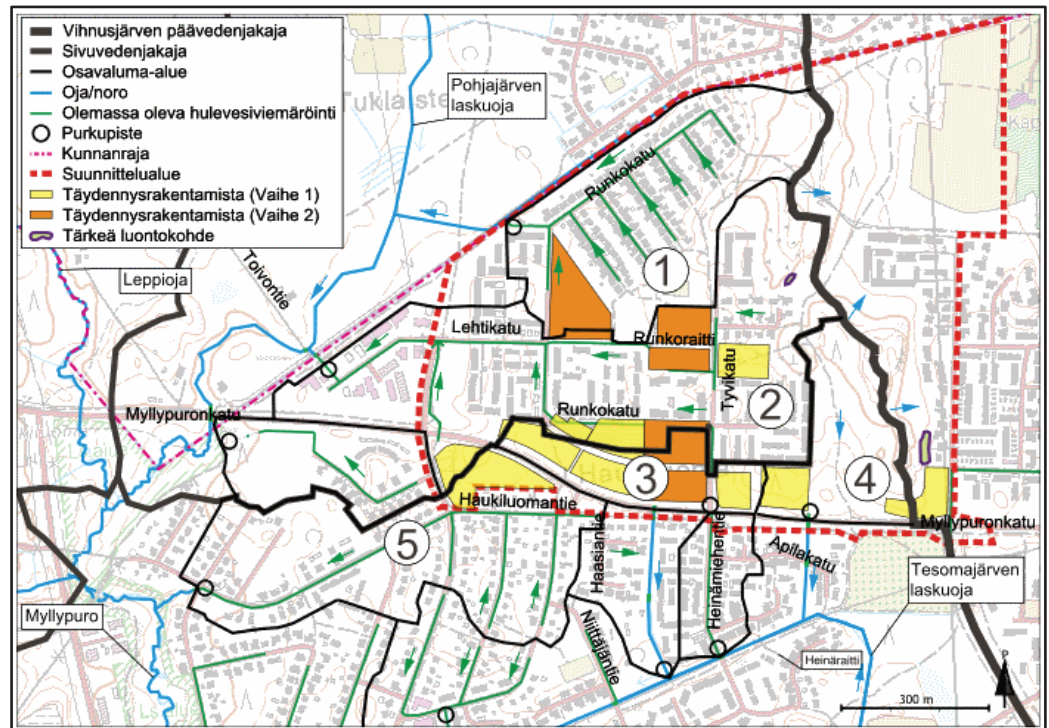 Vihnusjärven päävedenjakaja
Sivuvedenjakaja
Osavaluma-alue
Oja/noro
Olemassa oleva hulevesiviemäröinti
Purkupiste
Kunnanraja
Suunnittelualue
Täydennysrakentamista (Vaihe 1)
Täydennysrakentamista (Vaihe 2)
Tärkeä luontokohde
Pohjajärven
laskuoja
Runkokatu
Leppioja
Toivontie
1
Lehtikatu
Runkoraitti
Tyvikatu
Myllypuronkatu
Runkokatu
2
3
4
Haukiluomantie
Myllypuronkatu
5
Haasiantie
Heinämiehentie
Apilakatu
Tesomajärven
laskuoja
Myllypuro
Niittäjäntie
Heinäraitti
P
300 m